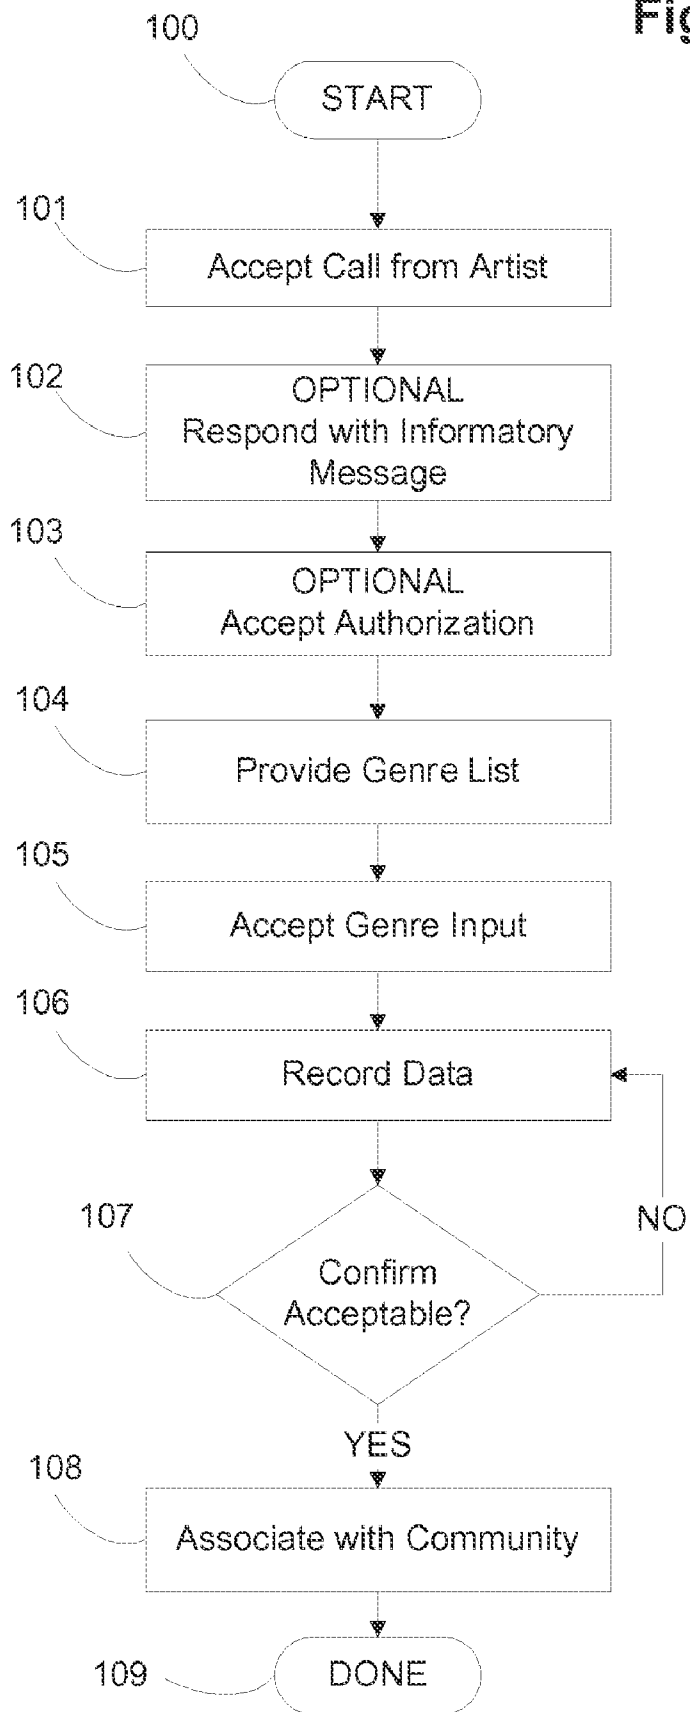 Fig
100
START
101
Accept Call from Artist
102
OPTIONAL
Respond with Informatory
Message
103
OPTIONAL
Accept Authorization
104
Provide Genre List
105
Accept Genre Input
106
Record Data
107
Confirm
Acceptable?
NO
YES
108
Associate with Community
109
DONE